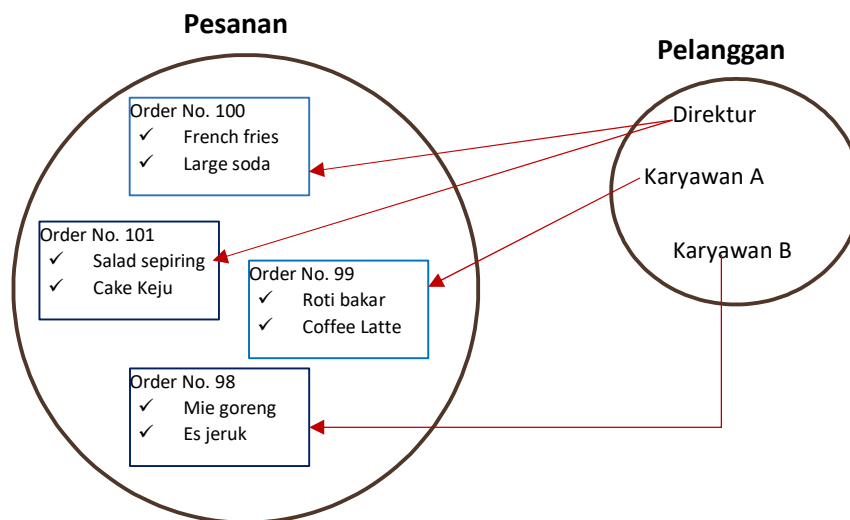 Pesanan
Pelanggan
Order No. 100
✓ French fries
✓ Large soda
Order No. 101
✓ Salad sepiring
✓ Cake Keju
Order No. 99
✓ Roti bakar
✓ Coffee Latte
Order No. 98
✓ Mie goreng
✓ Es jeruk
Direktur
Karyawan A
Karyawan B